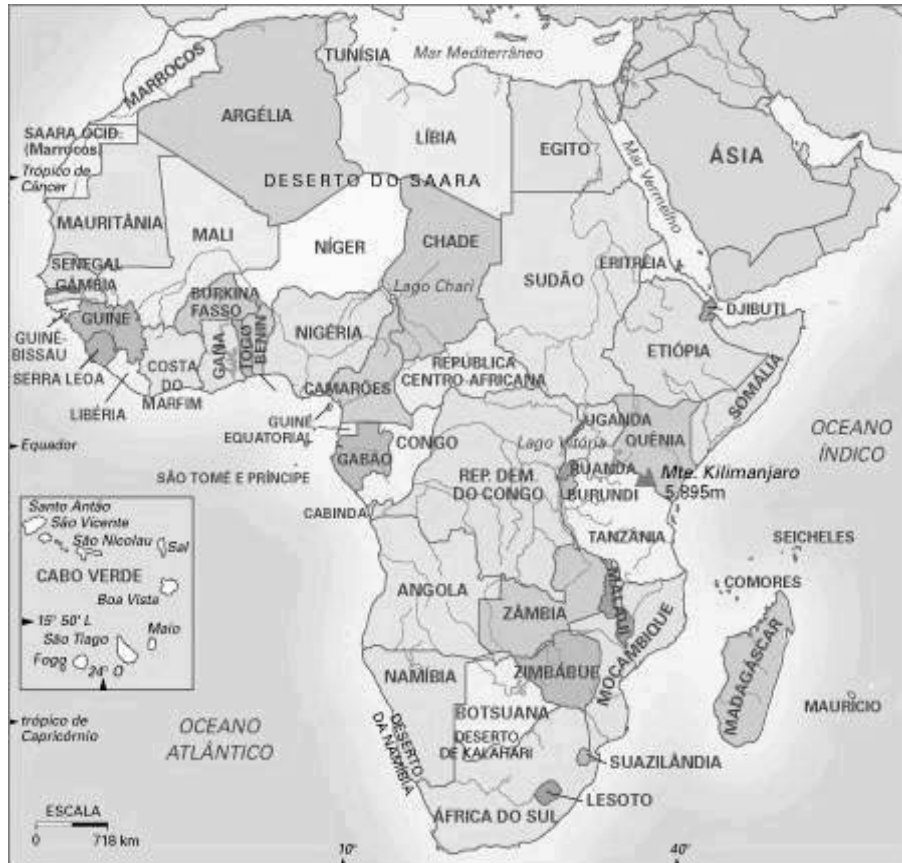 TUNÍSIA
Mar Mediterrâneo
MARROCOS
ARGÉLIA
LÍBIA
EGITO
ÁSIA
SAARA OCID.
(Marrocos)
Trópico de
Câncer
Mar Vermelho
DESERTO DO SAARA
MAURITÂNIA
MALI
NÍGER
CHADE
SUDÃO
ERITRÉIA
SENEGAL
GÂMBIA
Lago Chari
BURKINA
FASSO
GUINÉ
NIGÉRIA
DJIBUTI
GUINÉ-
BISSAU
GANA
TOGO
BENIN
ETIÓPIA
SERRA LEOA
COSTA
DO
MARFIM
REPÚBLICA
CENTRO-AFRICANA
SOMÁLIA
LIBÉRIA
CAMARÕES
GUINÉ
EQUATORIAL
UGANDA
OCEANO
ÍNDICO
Equador
CONGO
Lago Vitória
QUÊNIA
GABÃO
SÃO TOMÉ E PRÍNCIPE
REP. DEM.
DO CONGO
RUANDA
BURUNDI
Mte. Kilimanjaro
5.895m
CABINDA
TANZÂNIA
SEICHELES
Santo Antão
São Vicente
São Nicolau
Sal
CABO VERDE
Boa Vista
15° 50' L
São Tiago
Maio
Fogo
24° O
COMORES
ANGOLA
MALAUI
ZÂMBIA
MOÇAMBIQUE
NAMÍBIA
ZIMBÁBUE
MADAGÁSCAR
MAURÍCIO
BOTSUANA
trópico de
Capricórnio
OCEANO
ATLÂNTICO
DESERTO
DA NAMÍBIA
DESERTO
DE KALAHARI
SUAZILÂNDIA
LESOTO
ÁFRICA DO SUL
ESCALA
0 718 km
10°
40°